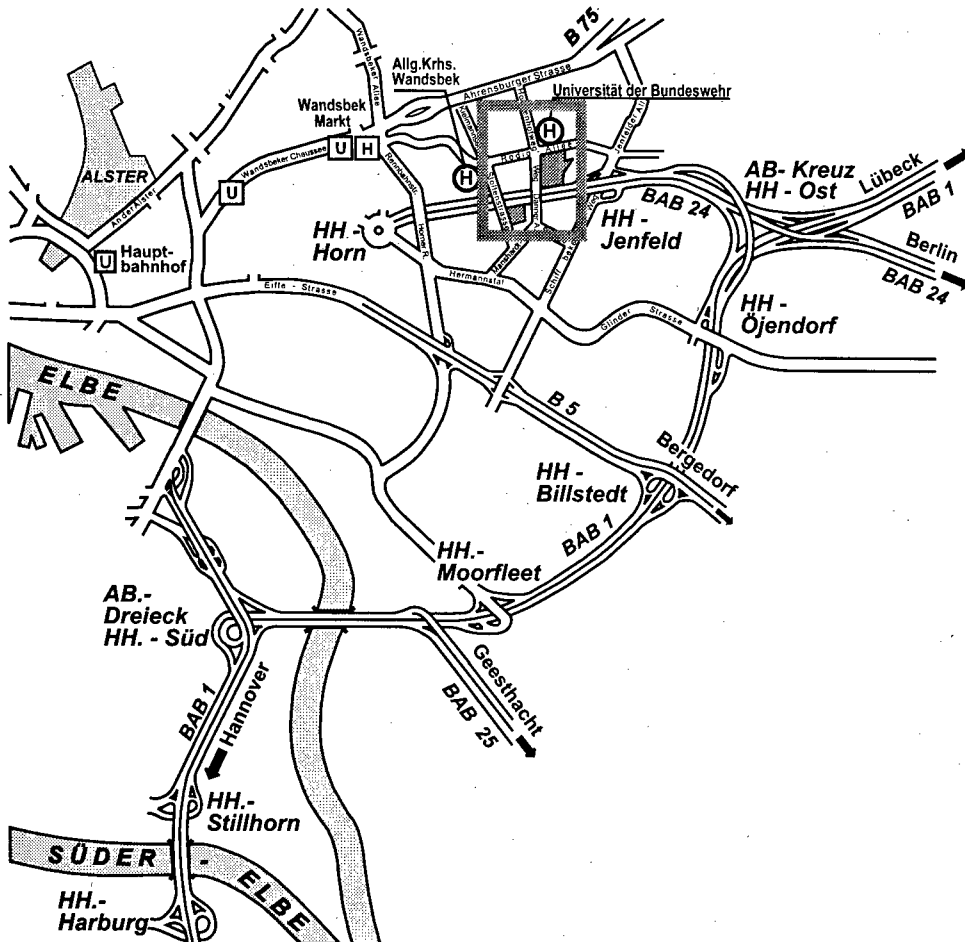 B 75
Wandsbeker Allee
Allg.Krhs.
Wandsbek
Ahrensburger Strasse
Universität der Bundeswehr
Wandsbek
Markt
U
H
H
H
Wandsbeker Chaussee
U
ALSTER
An der Alster
Jenfelder All
AB- Kreuz
HH - Ost
Lübeck
BAB 1
BAB 24
HH -
Jenfeld
Berlin
BAB 24
HH.
Horn
Horner R.
U
Haupt-
bahnhof
Hermannstal
Eiffe - Strasse
Glinder Strasse
HH -
Öjendorf
ELBE
B 5
Bergedorf
HH -
Billstedt
BAB 1
HH.-
Moorfleet
AB.-
Dreieck
HH. - Süd
Geesthacht
BAB 25
BAB 1
Hannover
HH.-
Stillhorn
SÜDER - ELBE
HH.-
Harburg